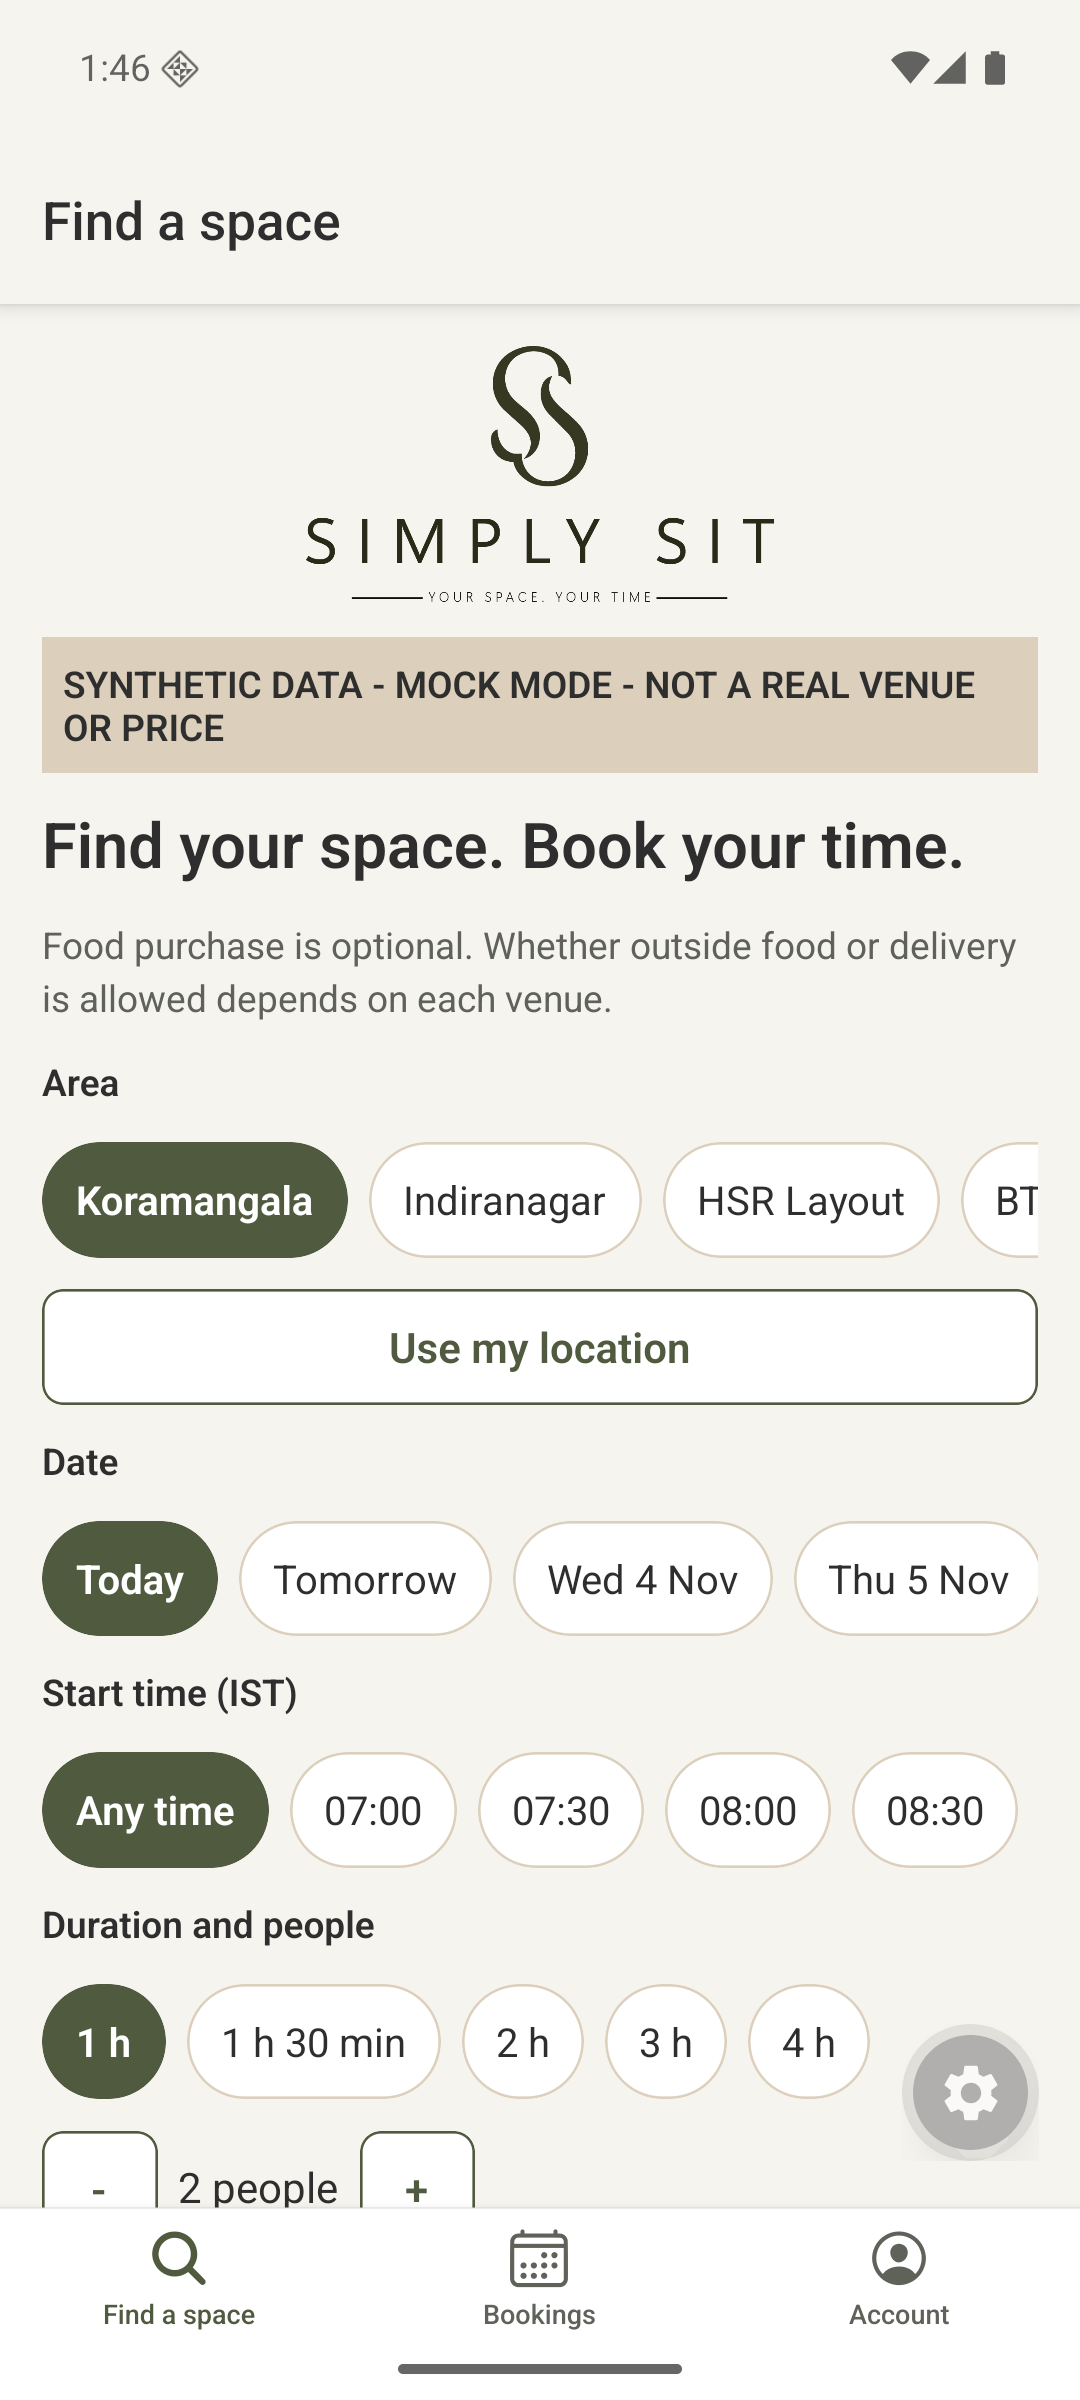 1:46
Find a space
SIMPLY SIT
YOUR SPACE. YOUR TIME
SYNTHETIC DATA - MOCK MODE - NOT A REAL VENUE
OR PRICE
Find your space. Book your time.
Food purchase is optional. Whether outside food or delivery
is allowed depends on each venue.
Area
Koramangala Indiranagar HSR Layout BT
Use my location
Date
Today Tomorrow Wed 4 Nov Thu 5 Nov
Start time (IST)
Any time 07:00 07:30 08:00 08:30
Duration and people
1 h 1 h 30 min 2 h 3 h 4 h
- 2 people +
Find a space Bookings Account